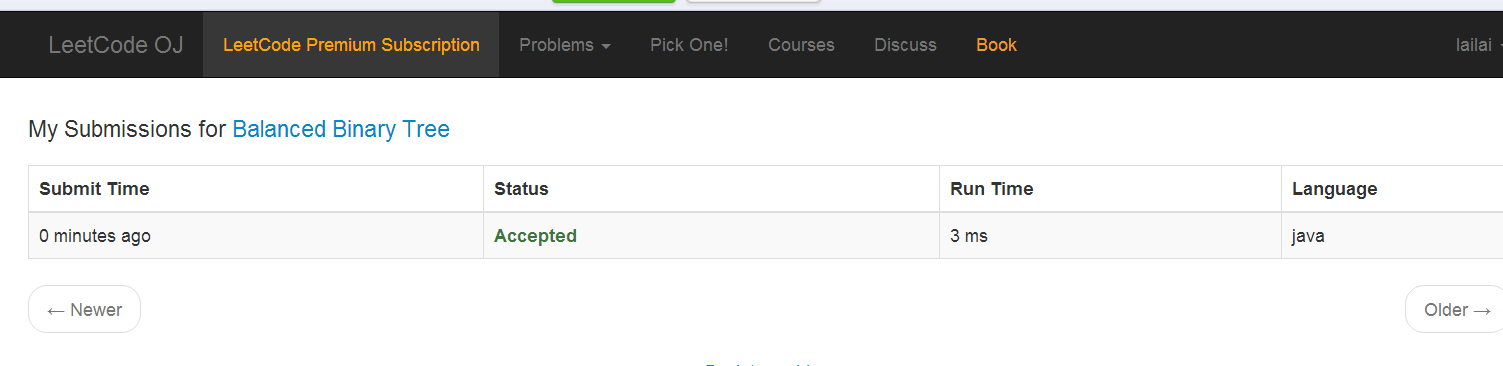 LeetCode OJ LeetCode Premium Subscription Problems Pick One! Courses Discuss Book lailai
My Submissions for Balanced Binary Tree
Submit Time Status Run Time Language
0 minutes ago Accepted 3 ms java
← Newer Older →